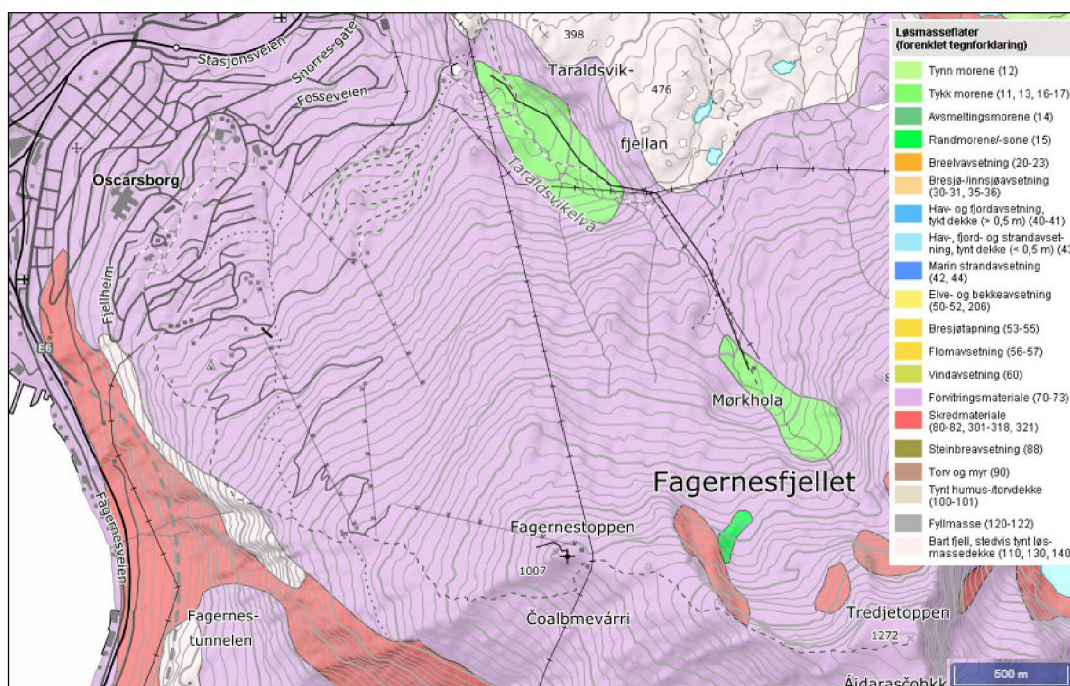 398
Stasjonsveien
Snorres-gate
Taraldsvik-
Fosseveien
476
fjellan
Oscarsborg
Taraldsvikelva
Fjellheim
E6
Mørkhola
Fagernesfjellet
Fagernesveien
Fagernestoppen
1007
Fagernes-
tunnelen
Čoalbmevárri
Tredjetoppen
1272
500 m
Løsmasseflater
(forenklet tegnforklaring)
Tynn morene (12)
Tykk morene (11, 13, 16-17)
Avsmeltingsmorene (14)
Randmorene/-sone (15)
Breelvavsetning (20-23)
Bresjø-/innsjøavsetning
(30-31, 35-36)
Hav- og fjordavsetning,
tykt dekke (> 0,5 m) (40-41)
Hav-, fjord- og strandavset-
ning, tynt dekke (< 0,5 m) (43
Marin strandavsetning
(42, 44)
Elve- og bekkeavsetning
(50-52, 206)
Bresjøtapning (53-55)
Flomavsetning (56-57)
Vindavsetning (60)
Forvitringsmateriale (70-73)
Skredmateriale
(80-82, 301-318, 321)
Steinbreavsetning (88)
Torv og myr (90)
Tynt humus-/torvdekke
(100-101)
Fyllmasse (120-122)
Bart fjell, stedvis tynt løs-
massedekke (110, 130, 140